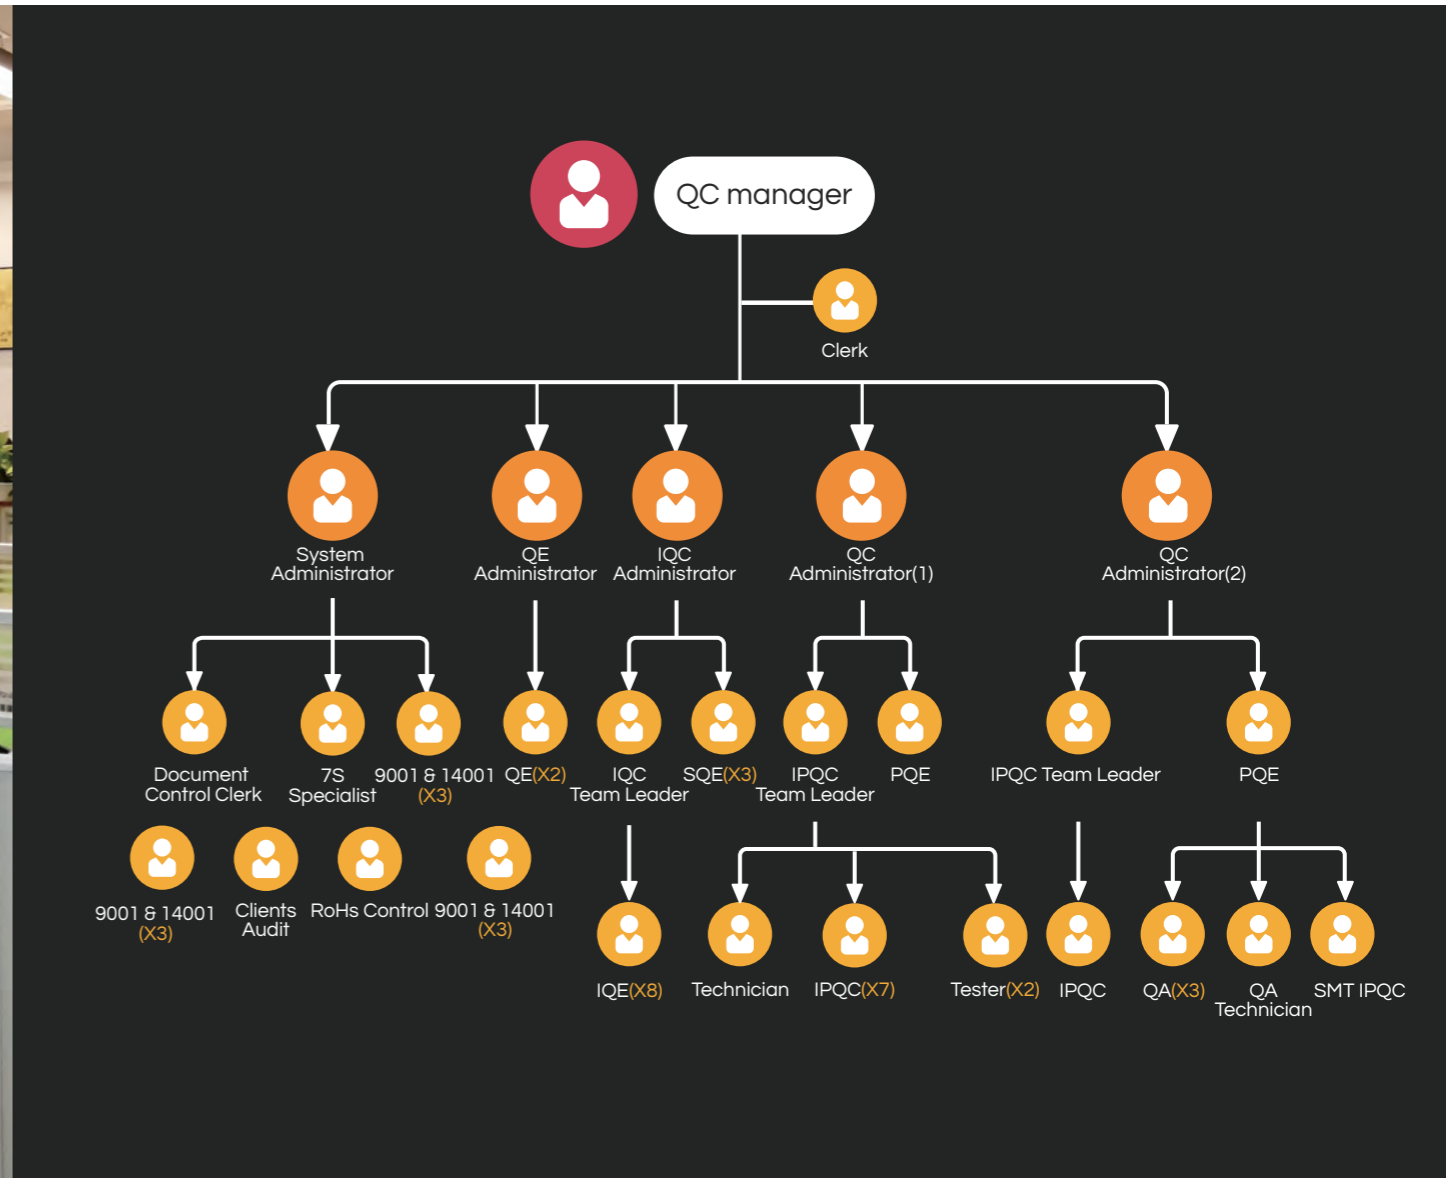 QC manager
Clerk
System
Administrator
QE
Administrator
IQC
Administrator
QC
Administrator(1)
QC
Administrator(2)
Document
Control Clerk
7S
Specialist
9001 & 14001
(X3)
QE(X2)
IQC
Team Leader
SQE(X3)
IPQC
Team Leader
PQE
IPQC Team Leader
PQE
9001 & 14001
(X3)
Clients
Audit
RoHs Control
9001 & 14001
(X3)
IQE(X8)
Technician
IPQC(X7)
Tester(X2)
IPQC
QA(X3)
QA
Technician
SMT IPQC